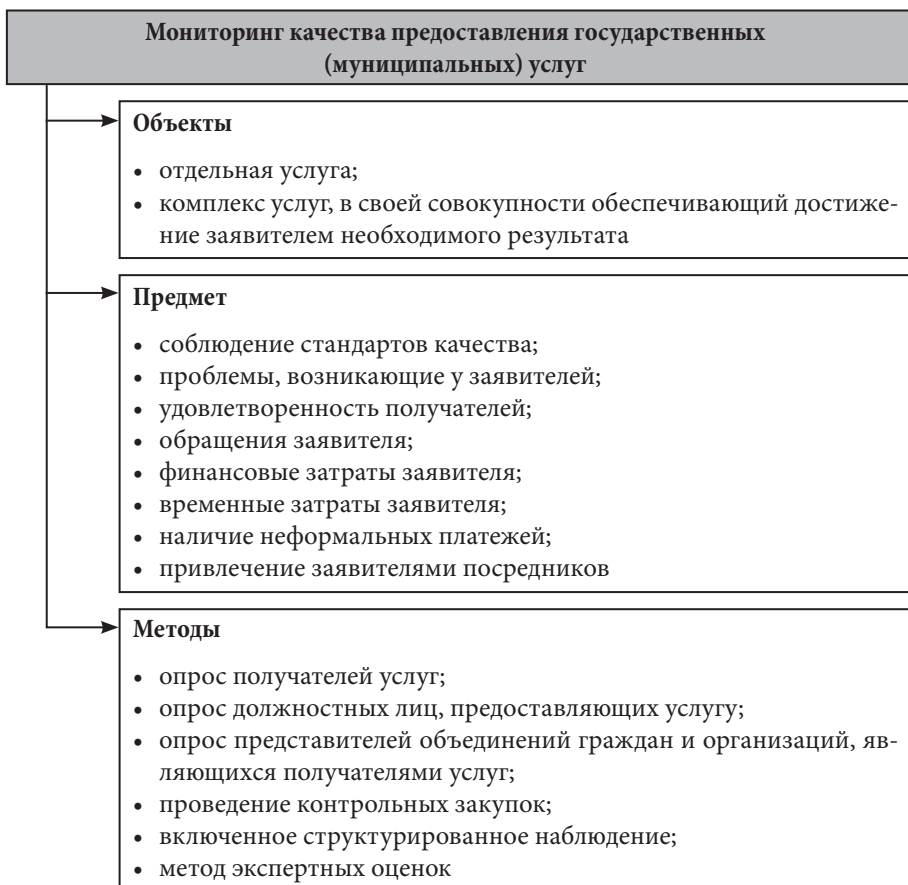 Мониторинг качества предоставления государственных
(муниципальных) услуг
Объекты
• отдельная услуга;
• комплекс услуг, в своей совокупности обеспечивающий достиже-
ние заявителем необходимого результата
Предмет
• соблюдение стандартов качества;
• проблемы, возникающие у заявителей;
• удовлетворенность получателей;
• обращения заявителя;
• финансовые затраты заявителя;
• временные затраты заявителя;
• наличие неформальных платежей;
• привлечение заявителями посредников
Методы
• опрос получателей услуг;
• опрос должностных лиц, предоставляющих услугу;
• опрос представителей объединений граждан и организаций, яв-
ляющихся получателями услуг;
• проведение контрольных закупок;
• включенное структурированное наблюдение;
• метод экспертных оценок